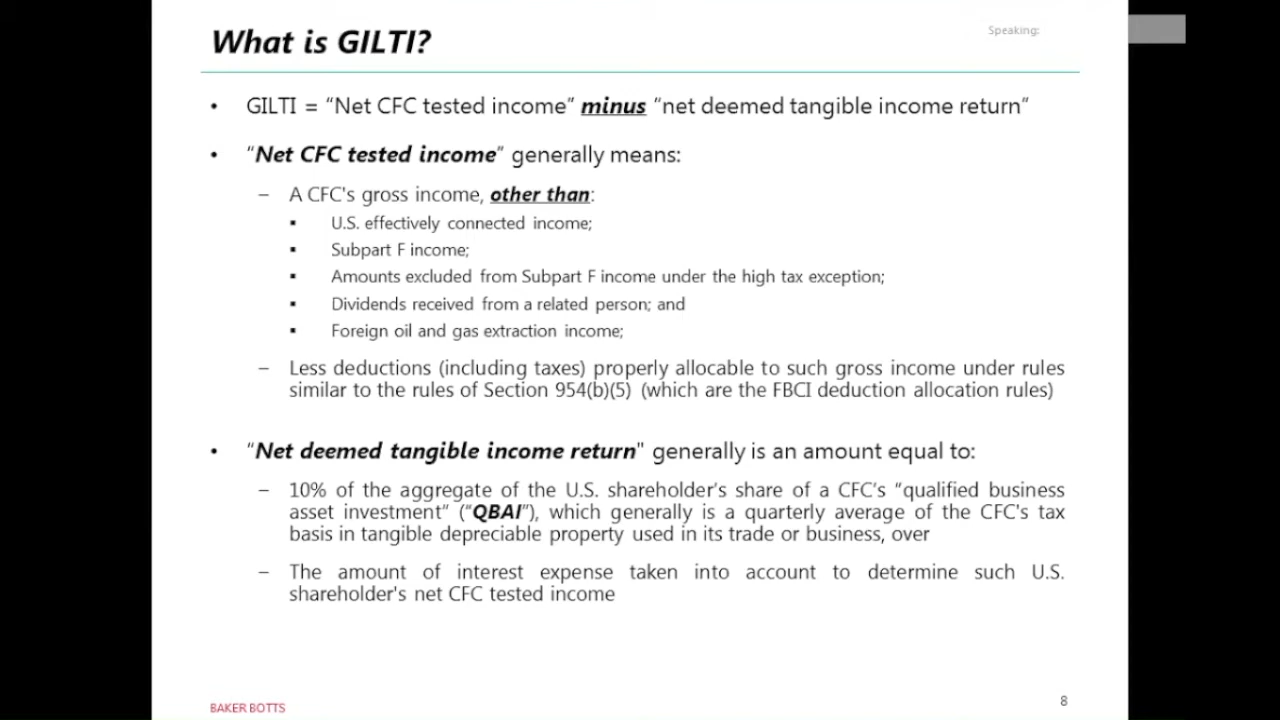 What is GILTI?
Speaking:
• GILTI = “Net CFC tested income” minus “net deemed tangible income return”
• “Net CFC tested income” generally means:
– A CFC's gross income, other than:
▪ U.S. effectively connected income;
▪ Subpart F income;
▪ Amounts excluded from Subpart F income under the high tax exception;
▪ Dividends received from a related person; and
▪ Foreign oil and gas extraction income;
– Less deductions (including taxes) properly allocable to such gross income under rules
similar to the rules of Section 954(b)(5) (which are the FBCI deduction allocation rules)
• “Net deemed tangible income return" generally is an amount equal to:
– 10% of the aggregate of the U.S. shareholder’s share of a CFC’s “qualified business
asset investment” (“QBAI”), which generally is a quarterly average of the CFC's tax
basis in tangible depreciable property used in its trade or business, over
– The amount of interest expense taken into account to determine such U.S.
shareholder's net CFC tested income
BAKER BOTTS
8